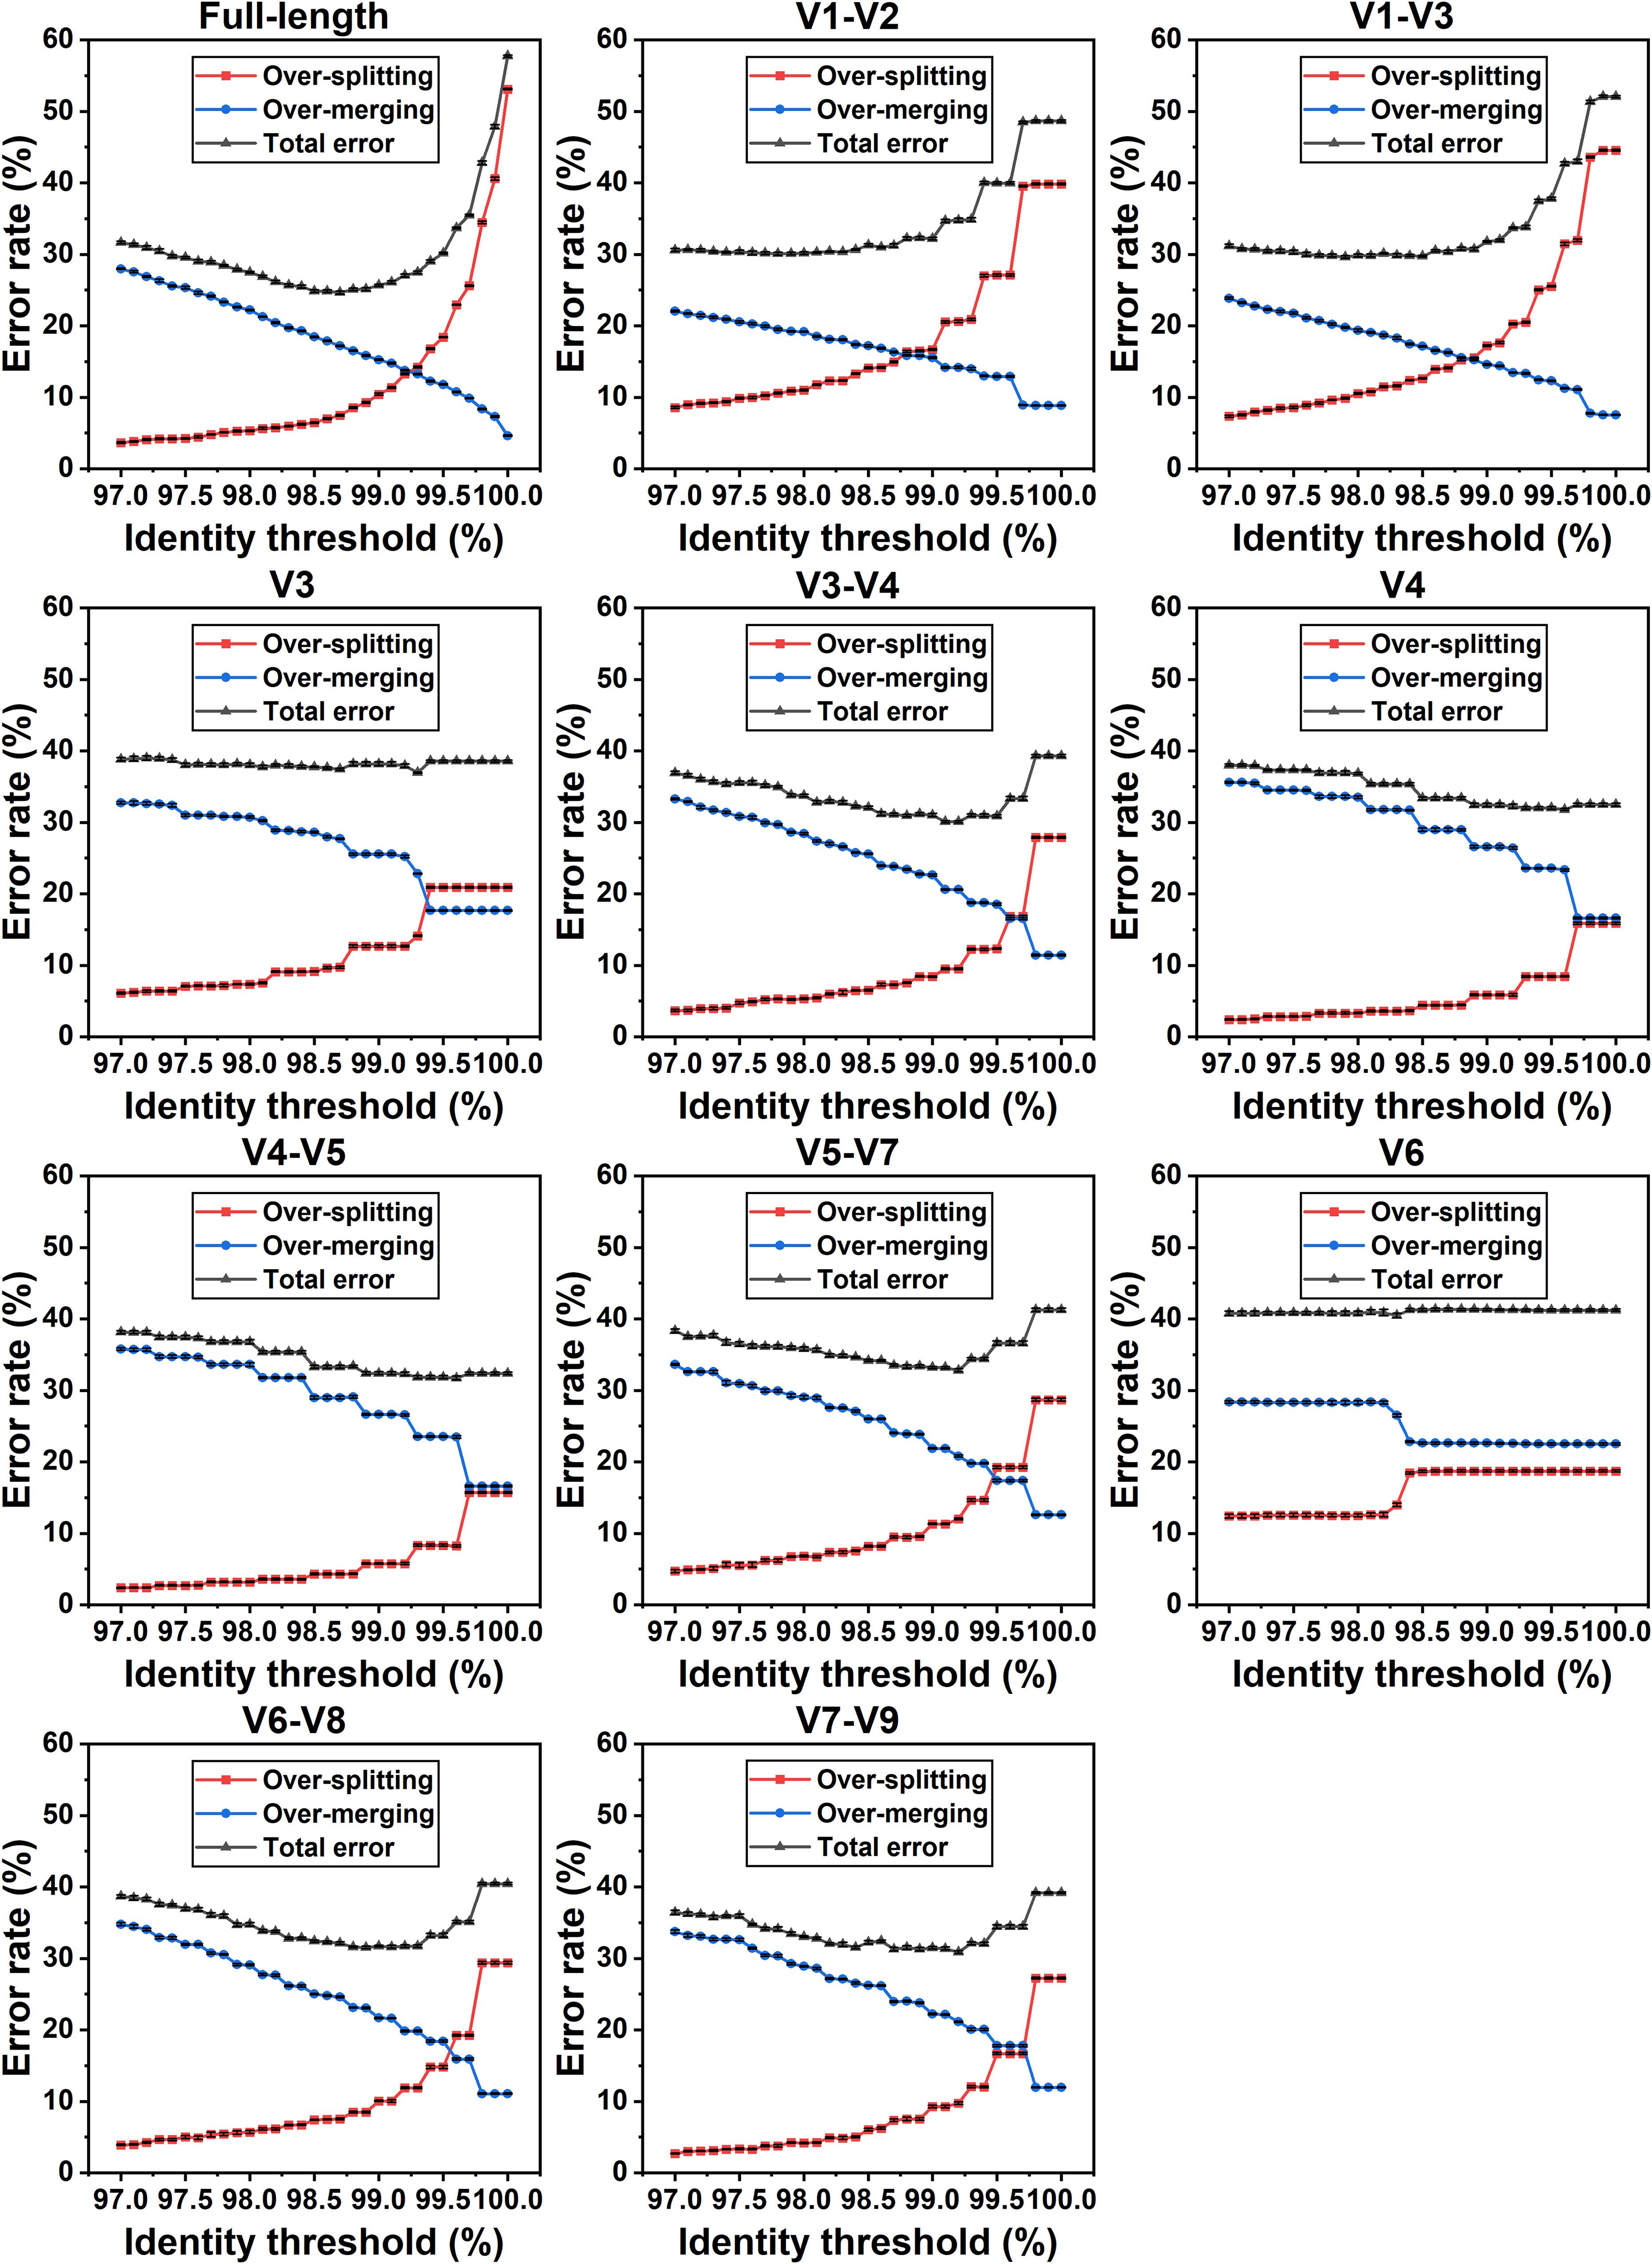 Full-length
V1-V2
V1-V3
Error rate (%)
60
50
40
30
20
10
0
Over-splitting
Over-merging
Total error
97.0 97.5 98.0 98.5 99.0 99.5100.0
Identity threshold (%)
Error rate (%)
60
50
40
30
20
10
0
Over-splitting
Over-merging
Total error
97.0 97.5 98.0 98.5 99.0 99.5100.0
Identity threshold (%)
Error rate (%)
60
50
40
30
20
10
0
Over-splitting
Over-merging
Total error
97.0 97.5 98.0 98.5 99.0 99.5100.0
Identity threshold (%)
V3
V3-V4
V4
Error rate (%)
60
50
40
30
20
10
0
Over-splitting
Over-merging
Total error
97.0 97.5 98.0 98.5 99.0 99.5100.0
Identity threshold (%)
Error rate (%)
60
50
40
30
20
10
0
Over-splitting
Over-merging
Total error
97.0 97.5 98.0 98.5 99.0 99.5100.0
Identity threshold (%)
Error rate (%)
60
50
40
30
20
10
0
Over-splitting
Over-merging
Total error
97.0 97.5 98.0 98.5 99.0 99.5100.0
Identity threshold (%)
V4-V5
V5-V7
V6
Error rate (%)
60
50
40
30
20
10
0
Over-splitting
Over-merging
Total error
97.0 97.5 98.0 98.5 99.0 99.5100.0
Identity threshold (%)
Error rate (%)
60
50
40
30
20
10
0
Over-splitting
Over-merging
Total error
97.0 97.5 98.0 98.5 99.0 99.5100.0
Identity threshold (%)
Error rate (%)
60
50
40
30
20
10
0
Over-splitting
Over-merging
Total error
97.0 97.5 98.0 98.5 99.0 99.5100.0
Identity threshold (%)
V6-V8
V7-V9
Error rate (%)
60
50
40
30
20
10
0
Over-splitting
Over-merging
Total error
97.0 97.5 98.0 98.5 99.0 99.5100.0
Identity threshold (%)
Error rate (%)
60
50
40
30
20
10
0
Over-splitting
Over-merging
Total error
97.0 97.5 98.0 98.5 99.0 99.5100.0
Identity threshold (%)